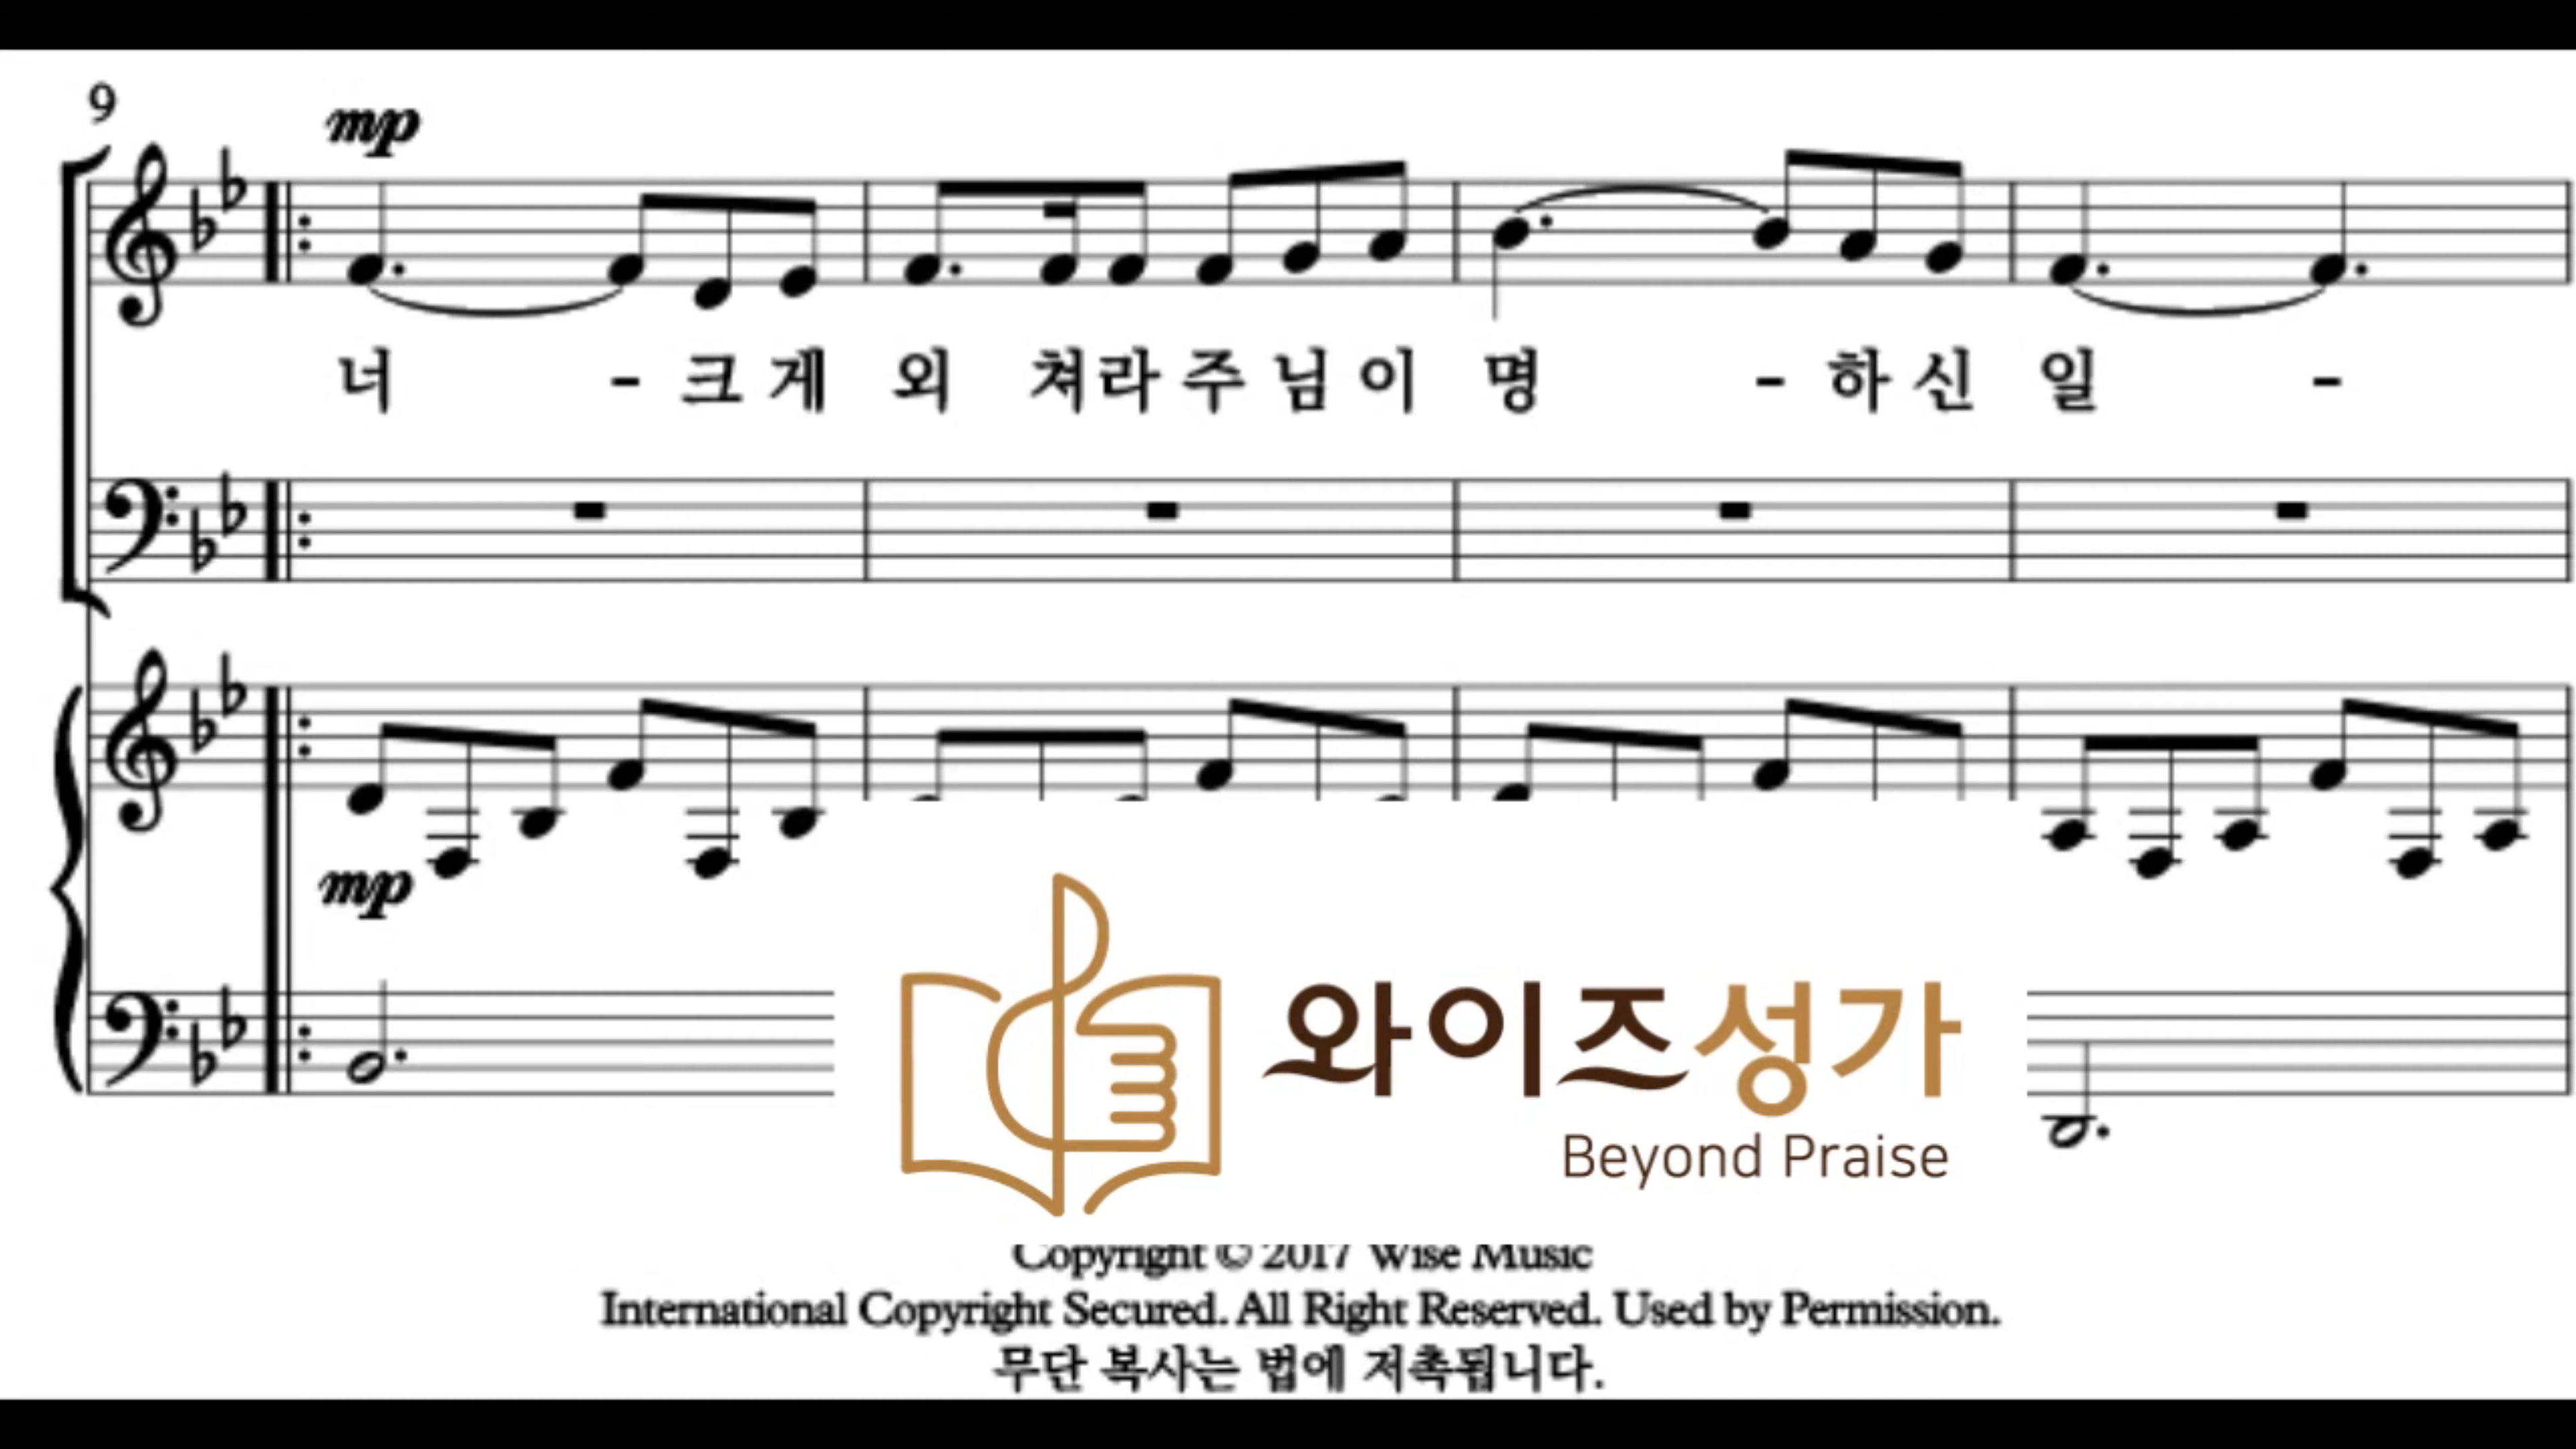 9
mp
너 - 크 게 외 쳐 라 주 님 이 명 - 하 신 일 -
mp
와이즈성가
Beyond Praise
Copyright © 2017 Wise Music
International Copyright Secured. All Right Reserved. Used by Permission.
무단 복사는 법에 저촉됩니다.